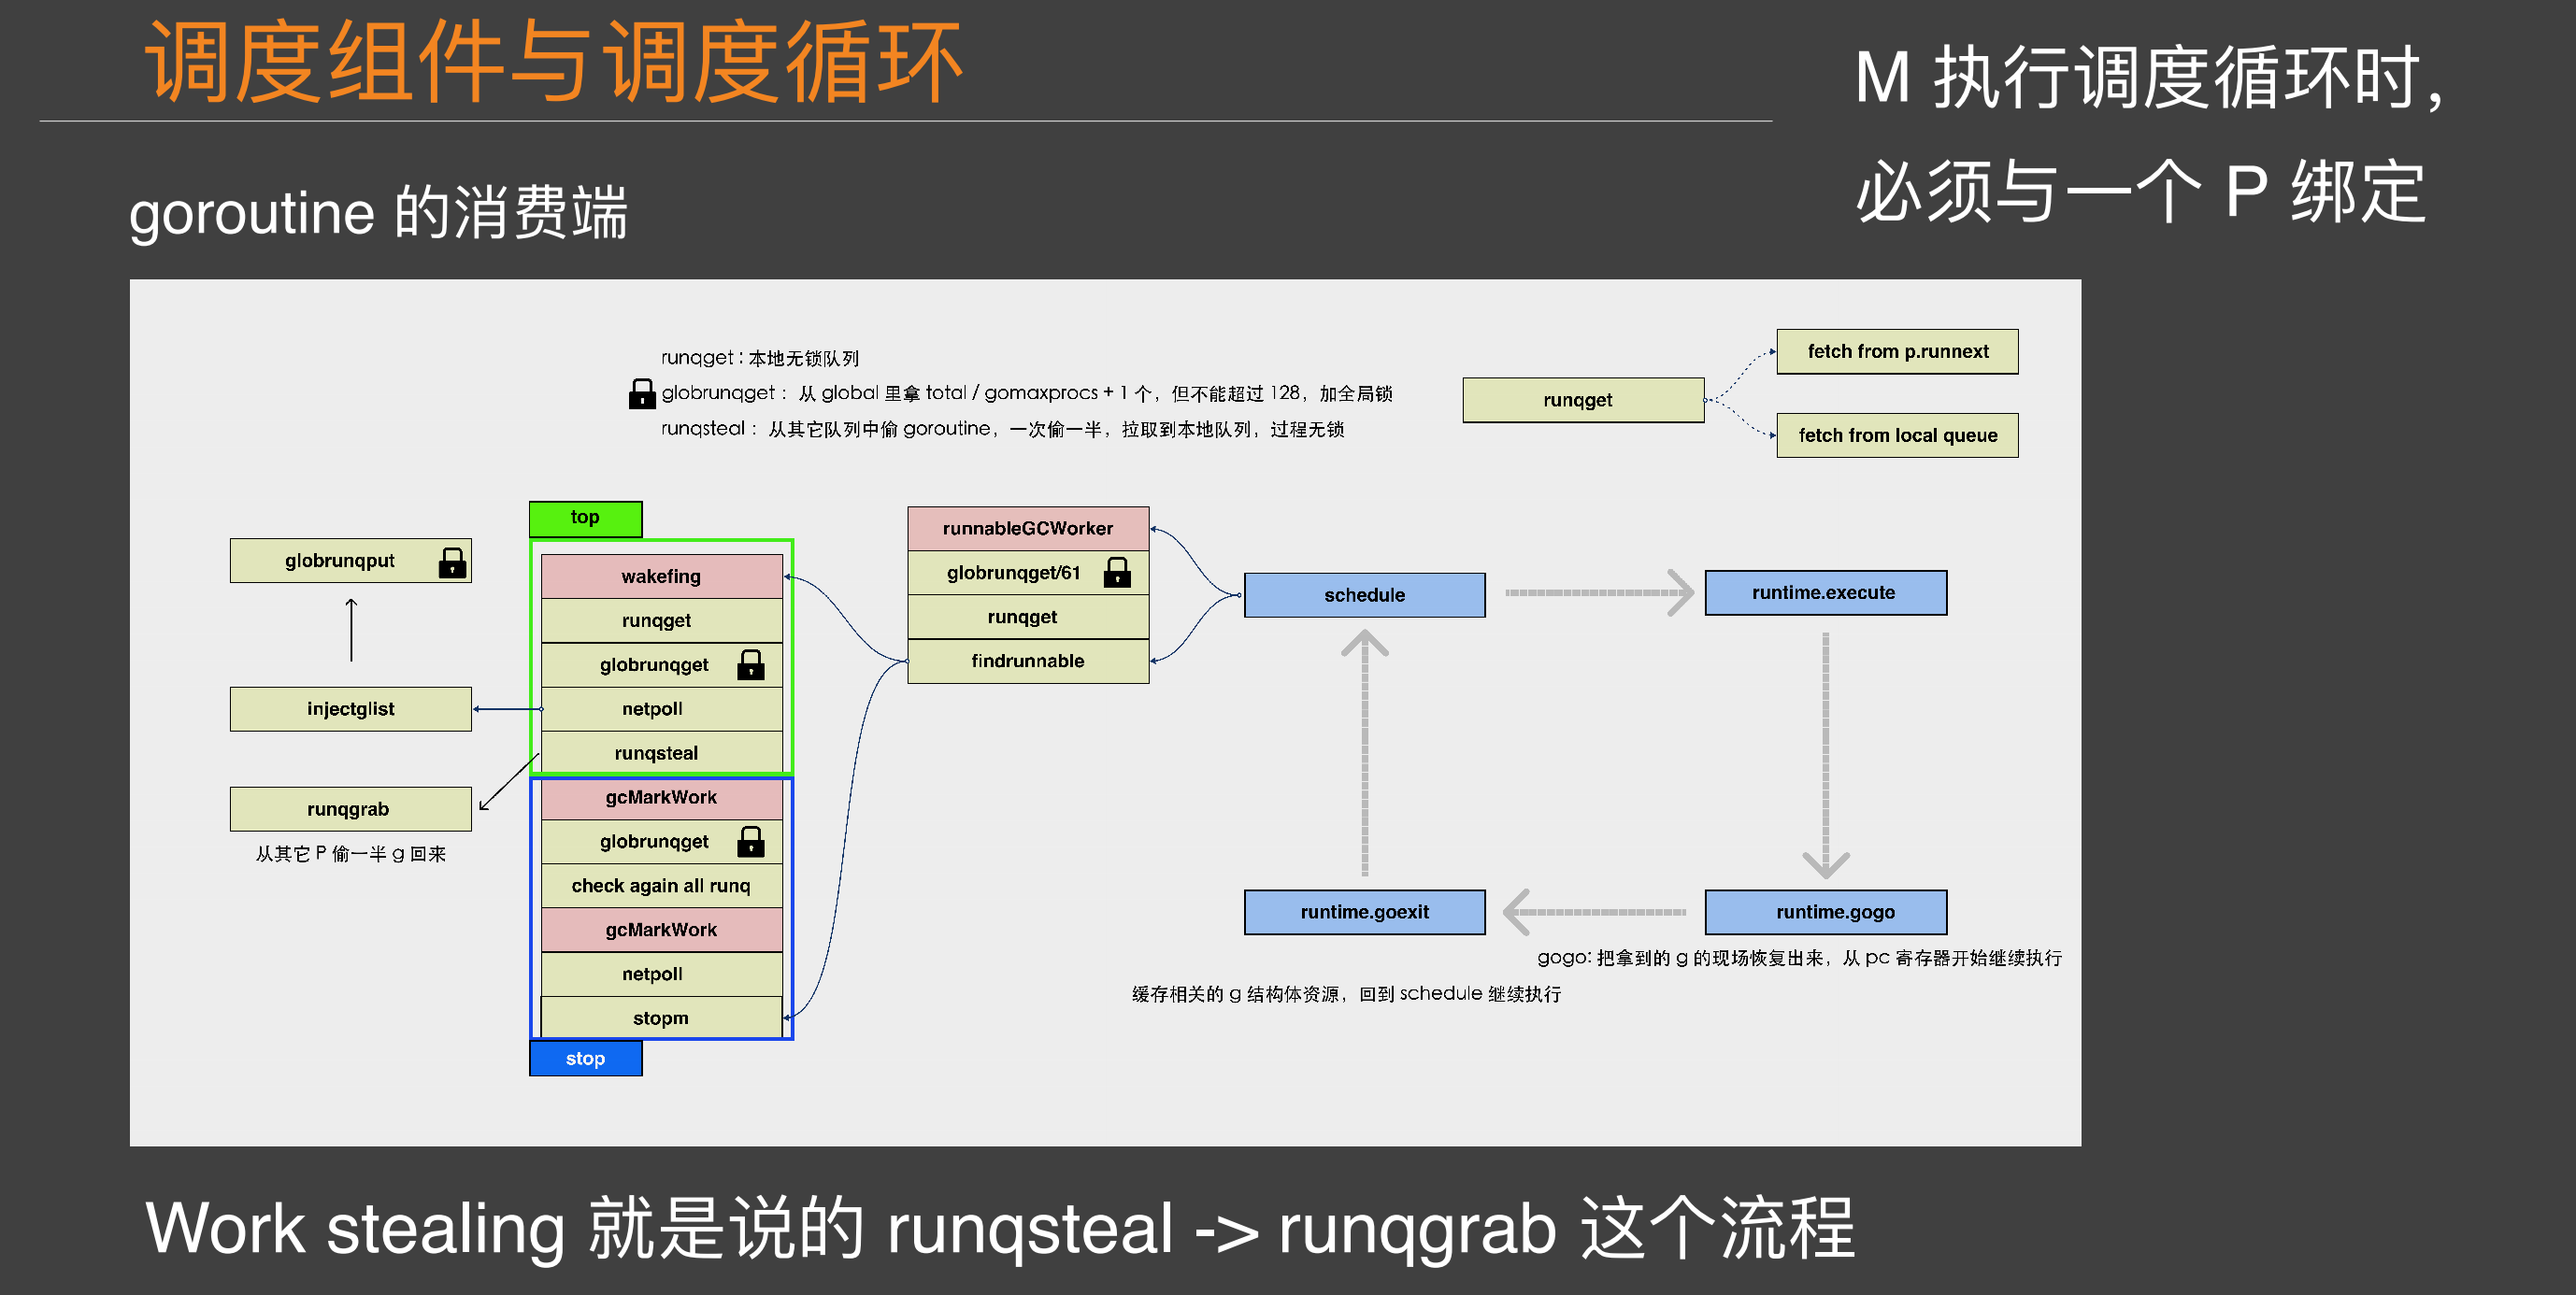 调度组件与调度循环
M 执行调度循环时，
必须与一个 P 绑定
goroutine 的消费端
runqget：本地无锁队列
globrunqget： 从 global 里拿 total / gomaxprocs + 1 个，但不能超过 128，加全局锁
runqsteal： 从其它队列中偷 goroutine，一次偷一半，拉取到本地队列，过程无锁
runqget
fetch from p.runnext
fetch from local queue
globrunqput
injectglist
runqgrab
从其它 P 偷一半 g 回来
top
wakefing
runqget
globrunqget
netpoll
runqsteal
gcMarkWork
globrunqget
check again all runq
gcMarkWork
netpoll
stopm
stop
runnableGCWorker
globrunqget/61
runqget
findrunnable
schedule
runtime.execute
runtime.goexit
runtime.gogo
gogo: 把拿到的 g 的现场恢复出来，从 pc 寄存器开始继续执行
缓存相关的 g 结构体资源，回到 schedule 继续执行
Work stealing 就是说的 runqsteal -> runqgrab 这个流程